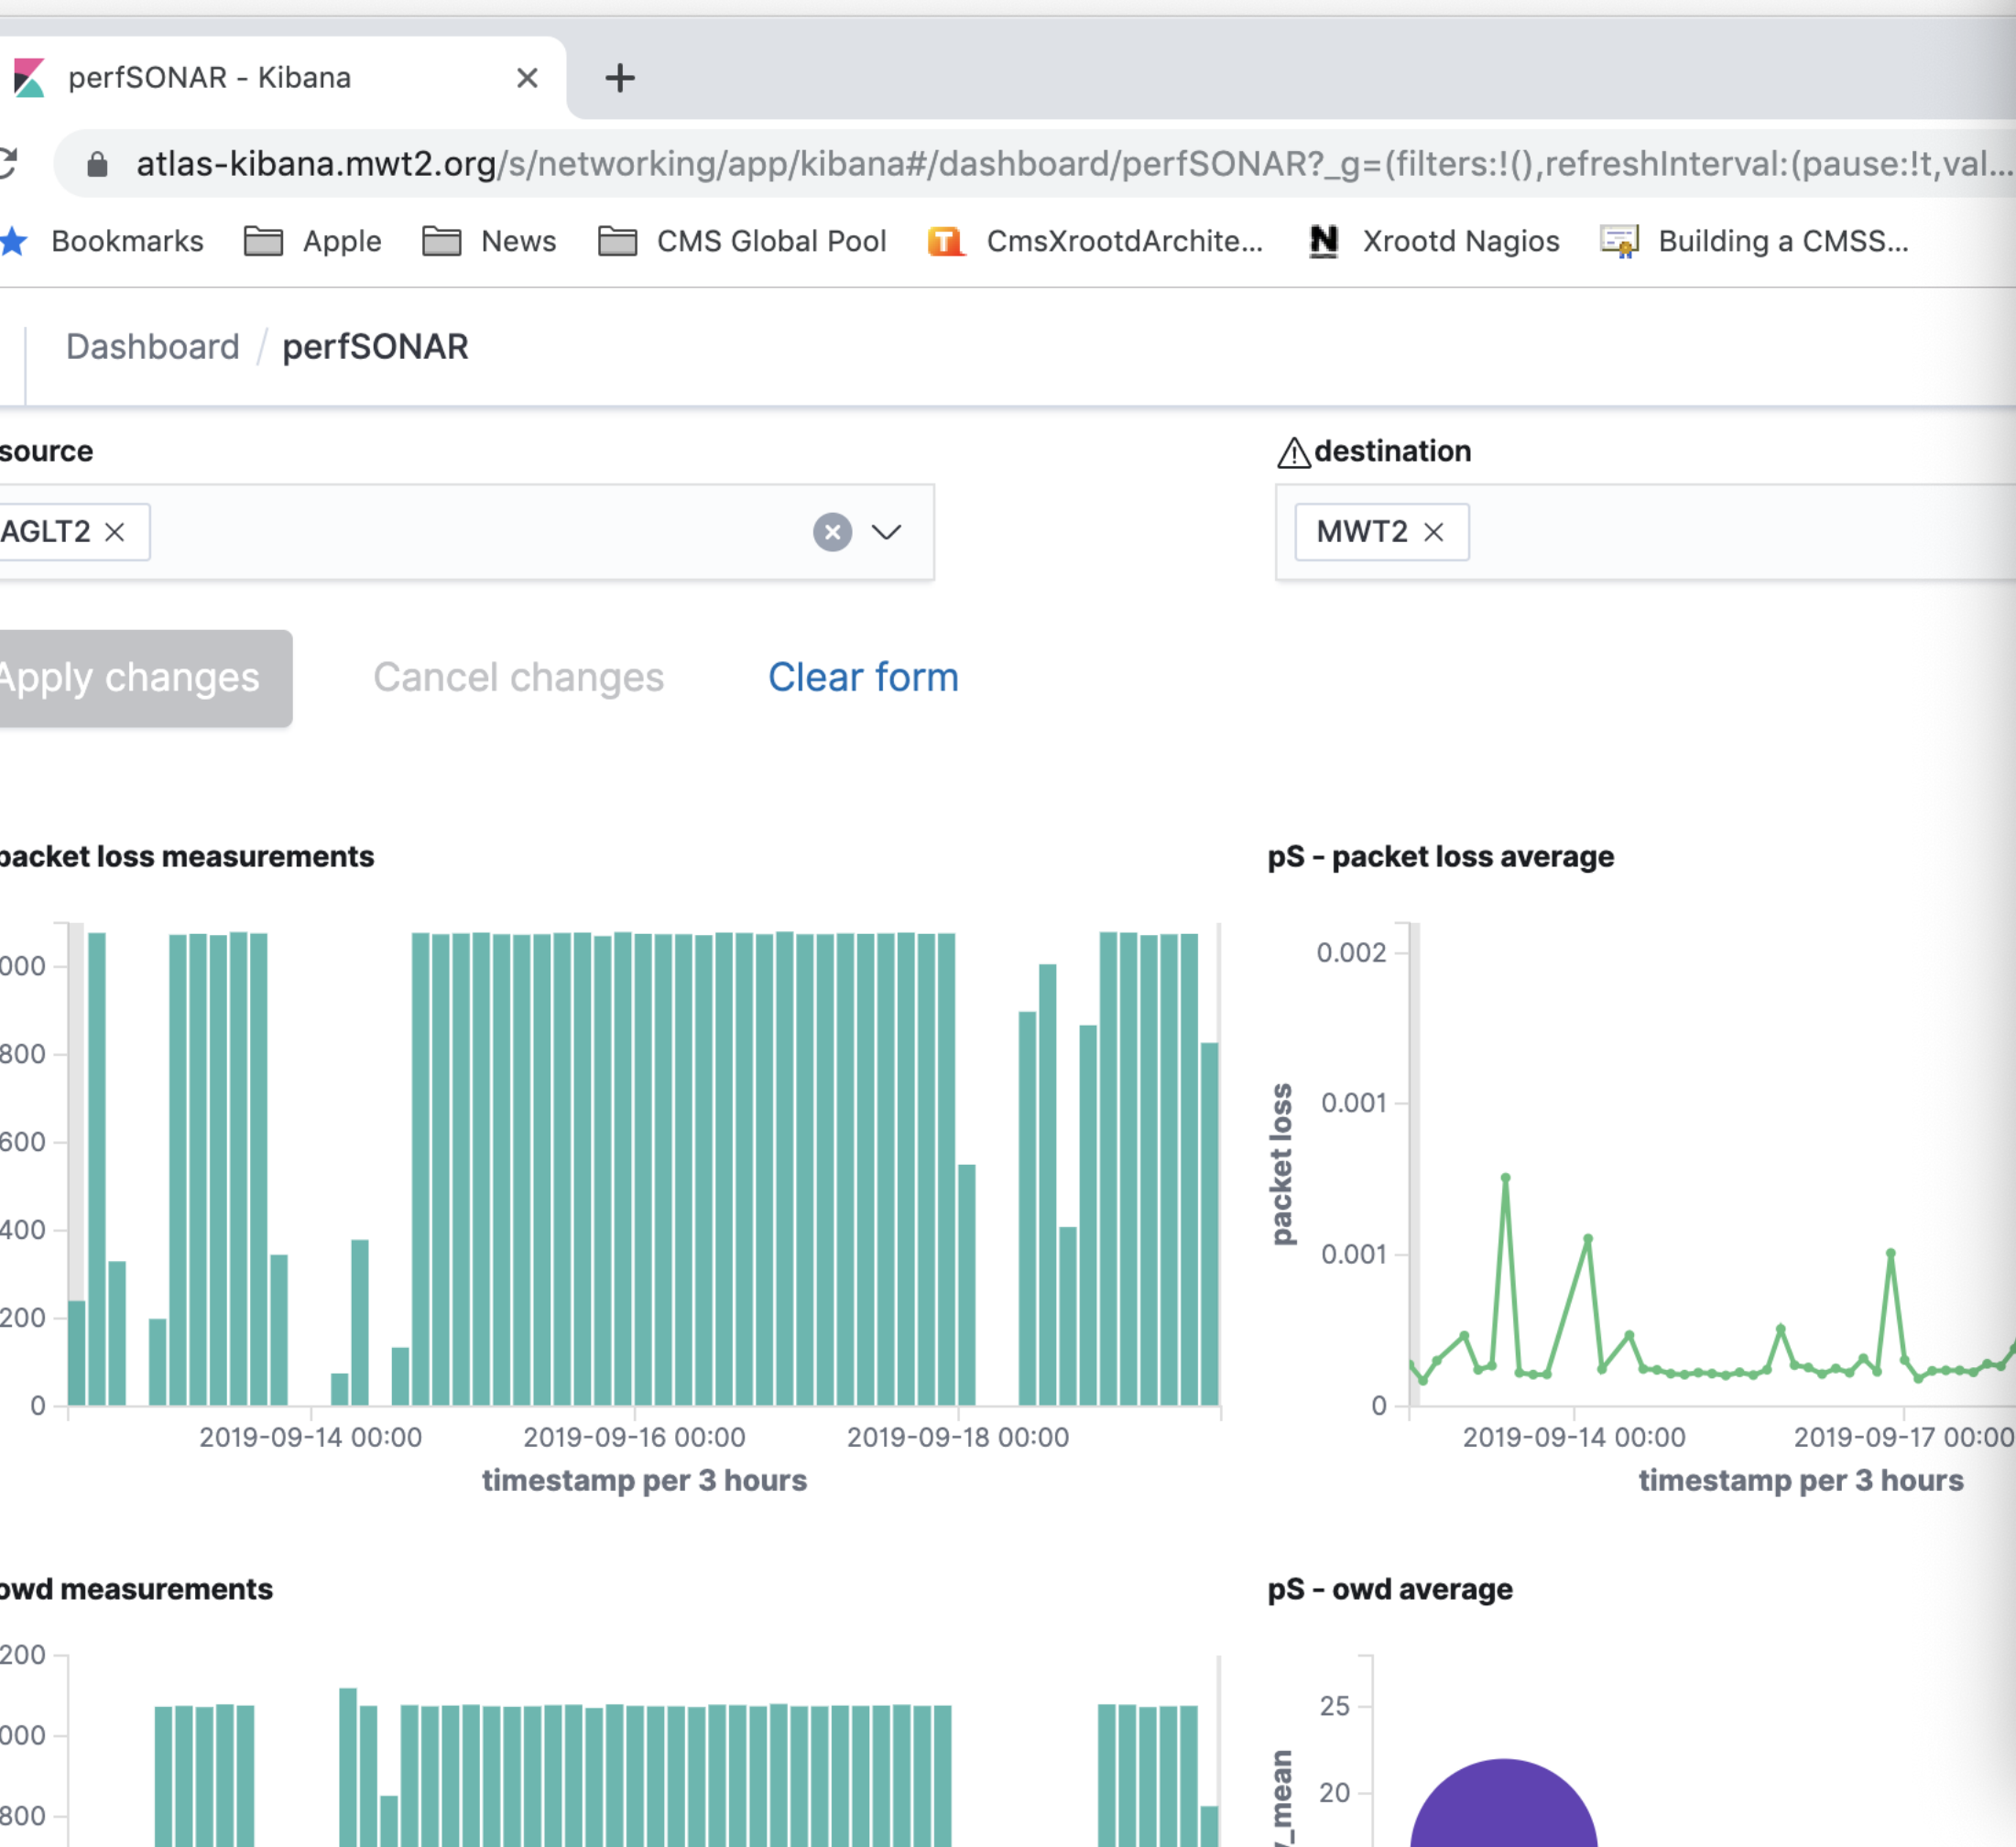 perfSONAR - Kibana
atlas-kibana.mwt2.org/s/networking/app/kibana#/dashboard/perfSONAR?_g=(filters:!(),refreshInterval:(pause:!t,val...
Bookmarks Apple News CMS Global Pool CmsXrootdArchite... Xrootd Nagios Building a CMSS...
Dashboard / perfSONAR
source destination
AGLT2 MWT2
Apply changes Cancel changes Clear form
packet loss measurements
000
800
600
400
200
0
2019-09-14 00:00 2019-09-16 00:00 2019-09-18 00:00
timestamp per 3 hours
pS - packet loss average
packet loss
0.002
0.001
0.001
0
2019-09-14 00:00 2019-09-17 00:00
timestamp per 3 hours
owd measurements
200
000
800
pS - owd average
y_mean
25
20